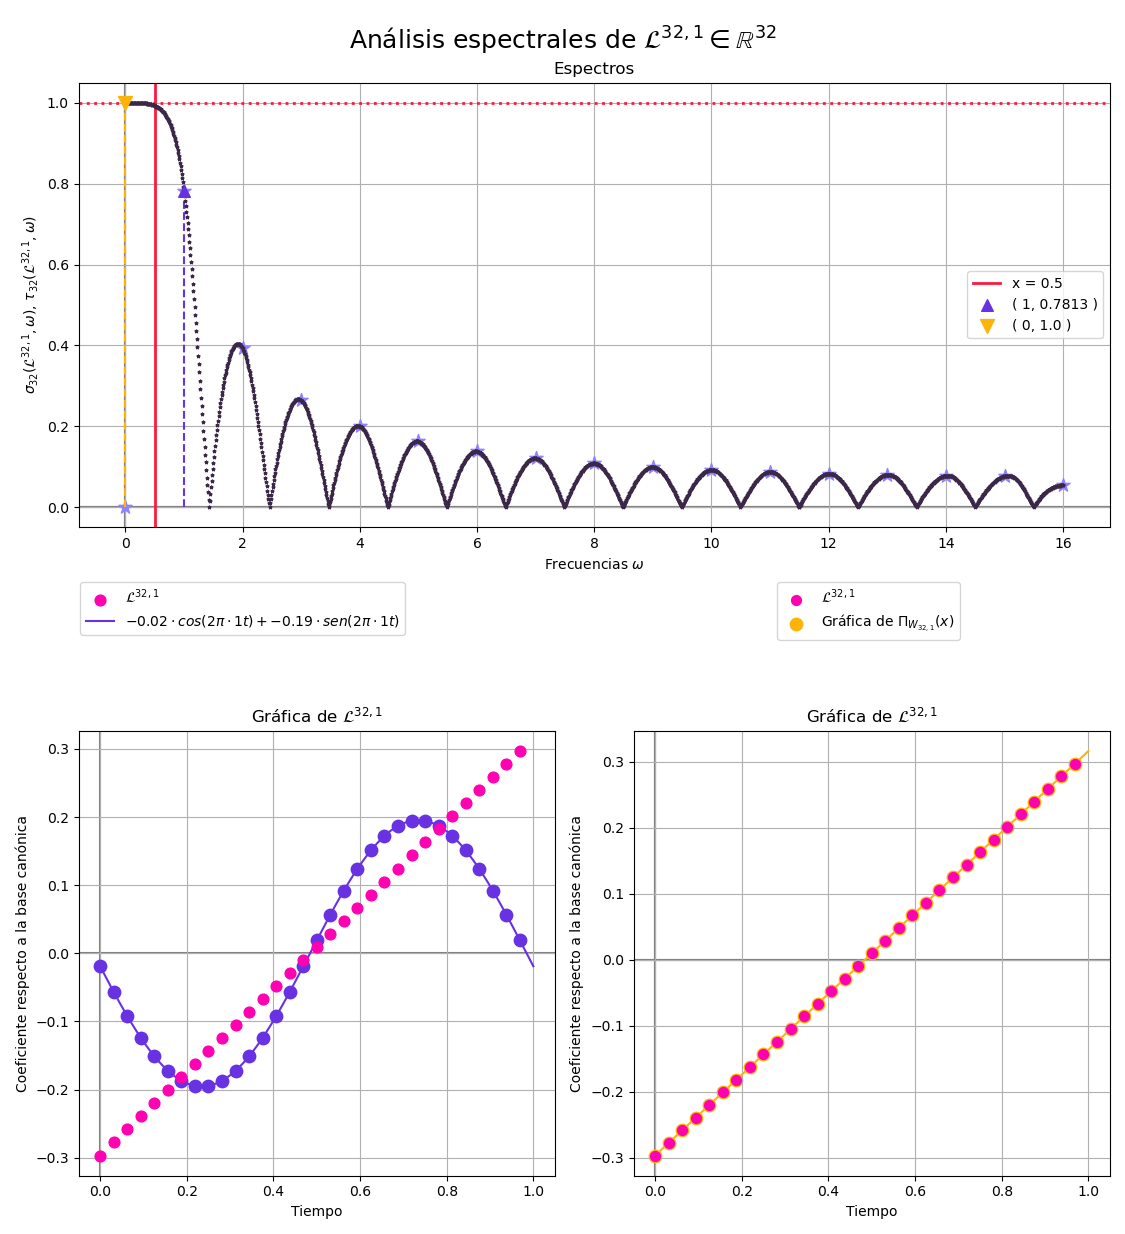 Análisis espectrales de 𝓛^{32,1} ∈ ℝ^{32}
Espectros
1.0
0.8
0.6
0.4
0.2
0.0
σ_{32}(𝓛^{32,1}, ω), τ_{32}(𝓛^{32,1}, ω)
x = 0.5
( 1, 0.7813 )
( 0, 1.0 )
0 2 4 6 8 10 12 14 16
Frecuencias ω
𝓛^{32,1}
−0.02 · cos(2π · 1t) + −0.19 · sen(2π · 1t)
𝓛^{32,1}
Gráfica de Π_{W_{32,1}}(x)
Gráfica de 𝓛^{32,1}
0.3
0.2
0.1
0.0
−0.1
−0.2
−0.3
Coeficiente respecto a la base canónica
0.0 0.2 0.4 0.6 0.8 1.0
Tiempo
Gráfica de 𝓛^{32,1}
0.3
0.2
0.1
0.0
−0.1
−0.2
−0.3
Coeficiente respecto a la base canónica
0.0 0.2 0.4 0.6 0.8 1.0
Tiempo